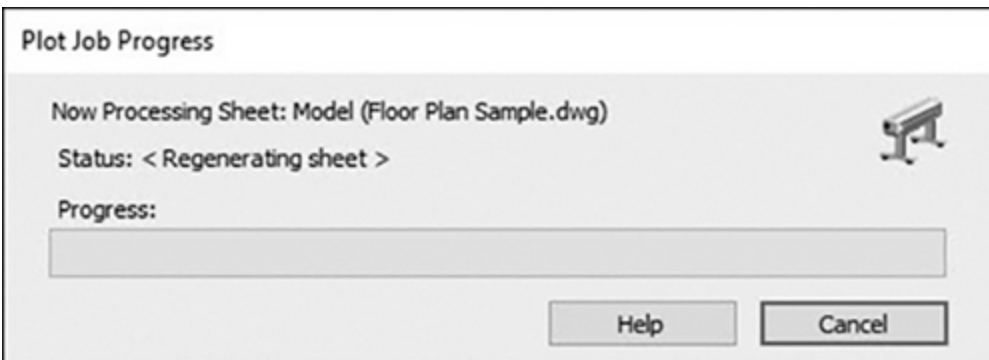 Plot Job Progress
Now Processing Sheet: Model (Floor Plan Sample.dwg)
Status: < Regenerating sheet >
Progress:
Help
Cancel